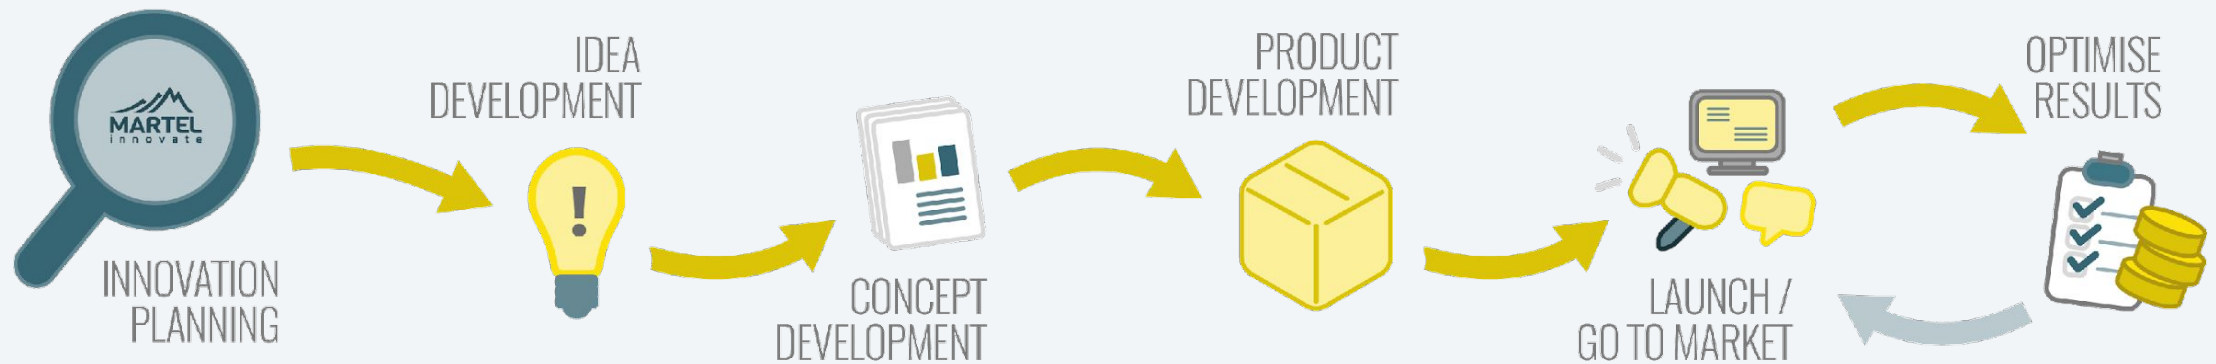 MARTEL
innovate
INNOVATION
PLANNING
IDEA
DEVELOPMENT
!
CONCEPT
DEVELOPMENT
PRODUCT
DEVELOPMENT
LAUNCH /
GO TO MARKET
OPTIMISE
RESULTS